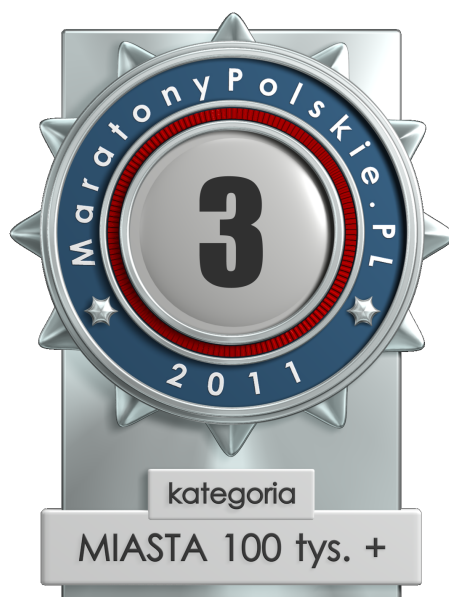 MaratonyPolskie.PL
3
2011
kategoria
MIASTA 100 tys. +